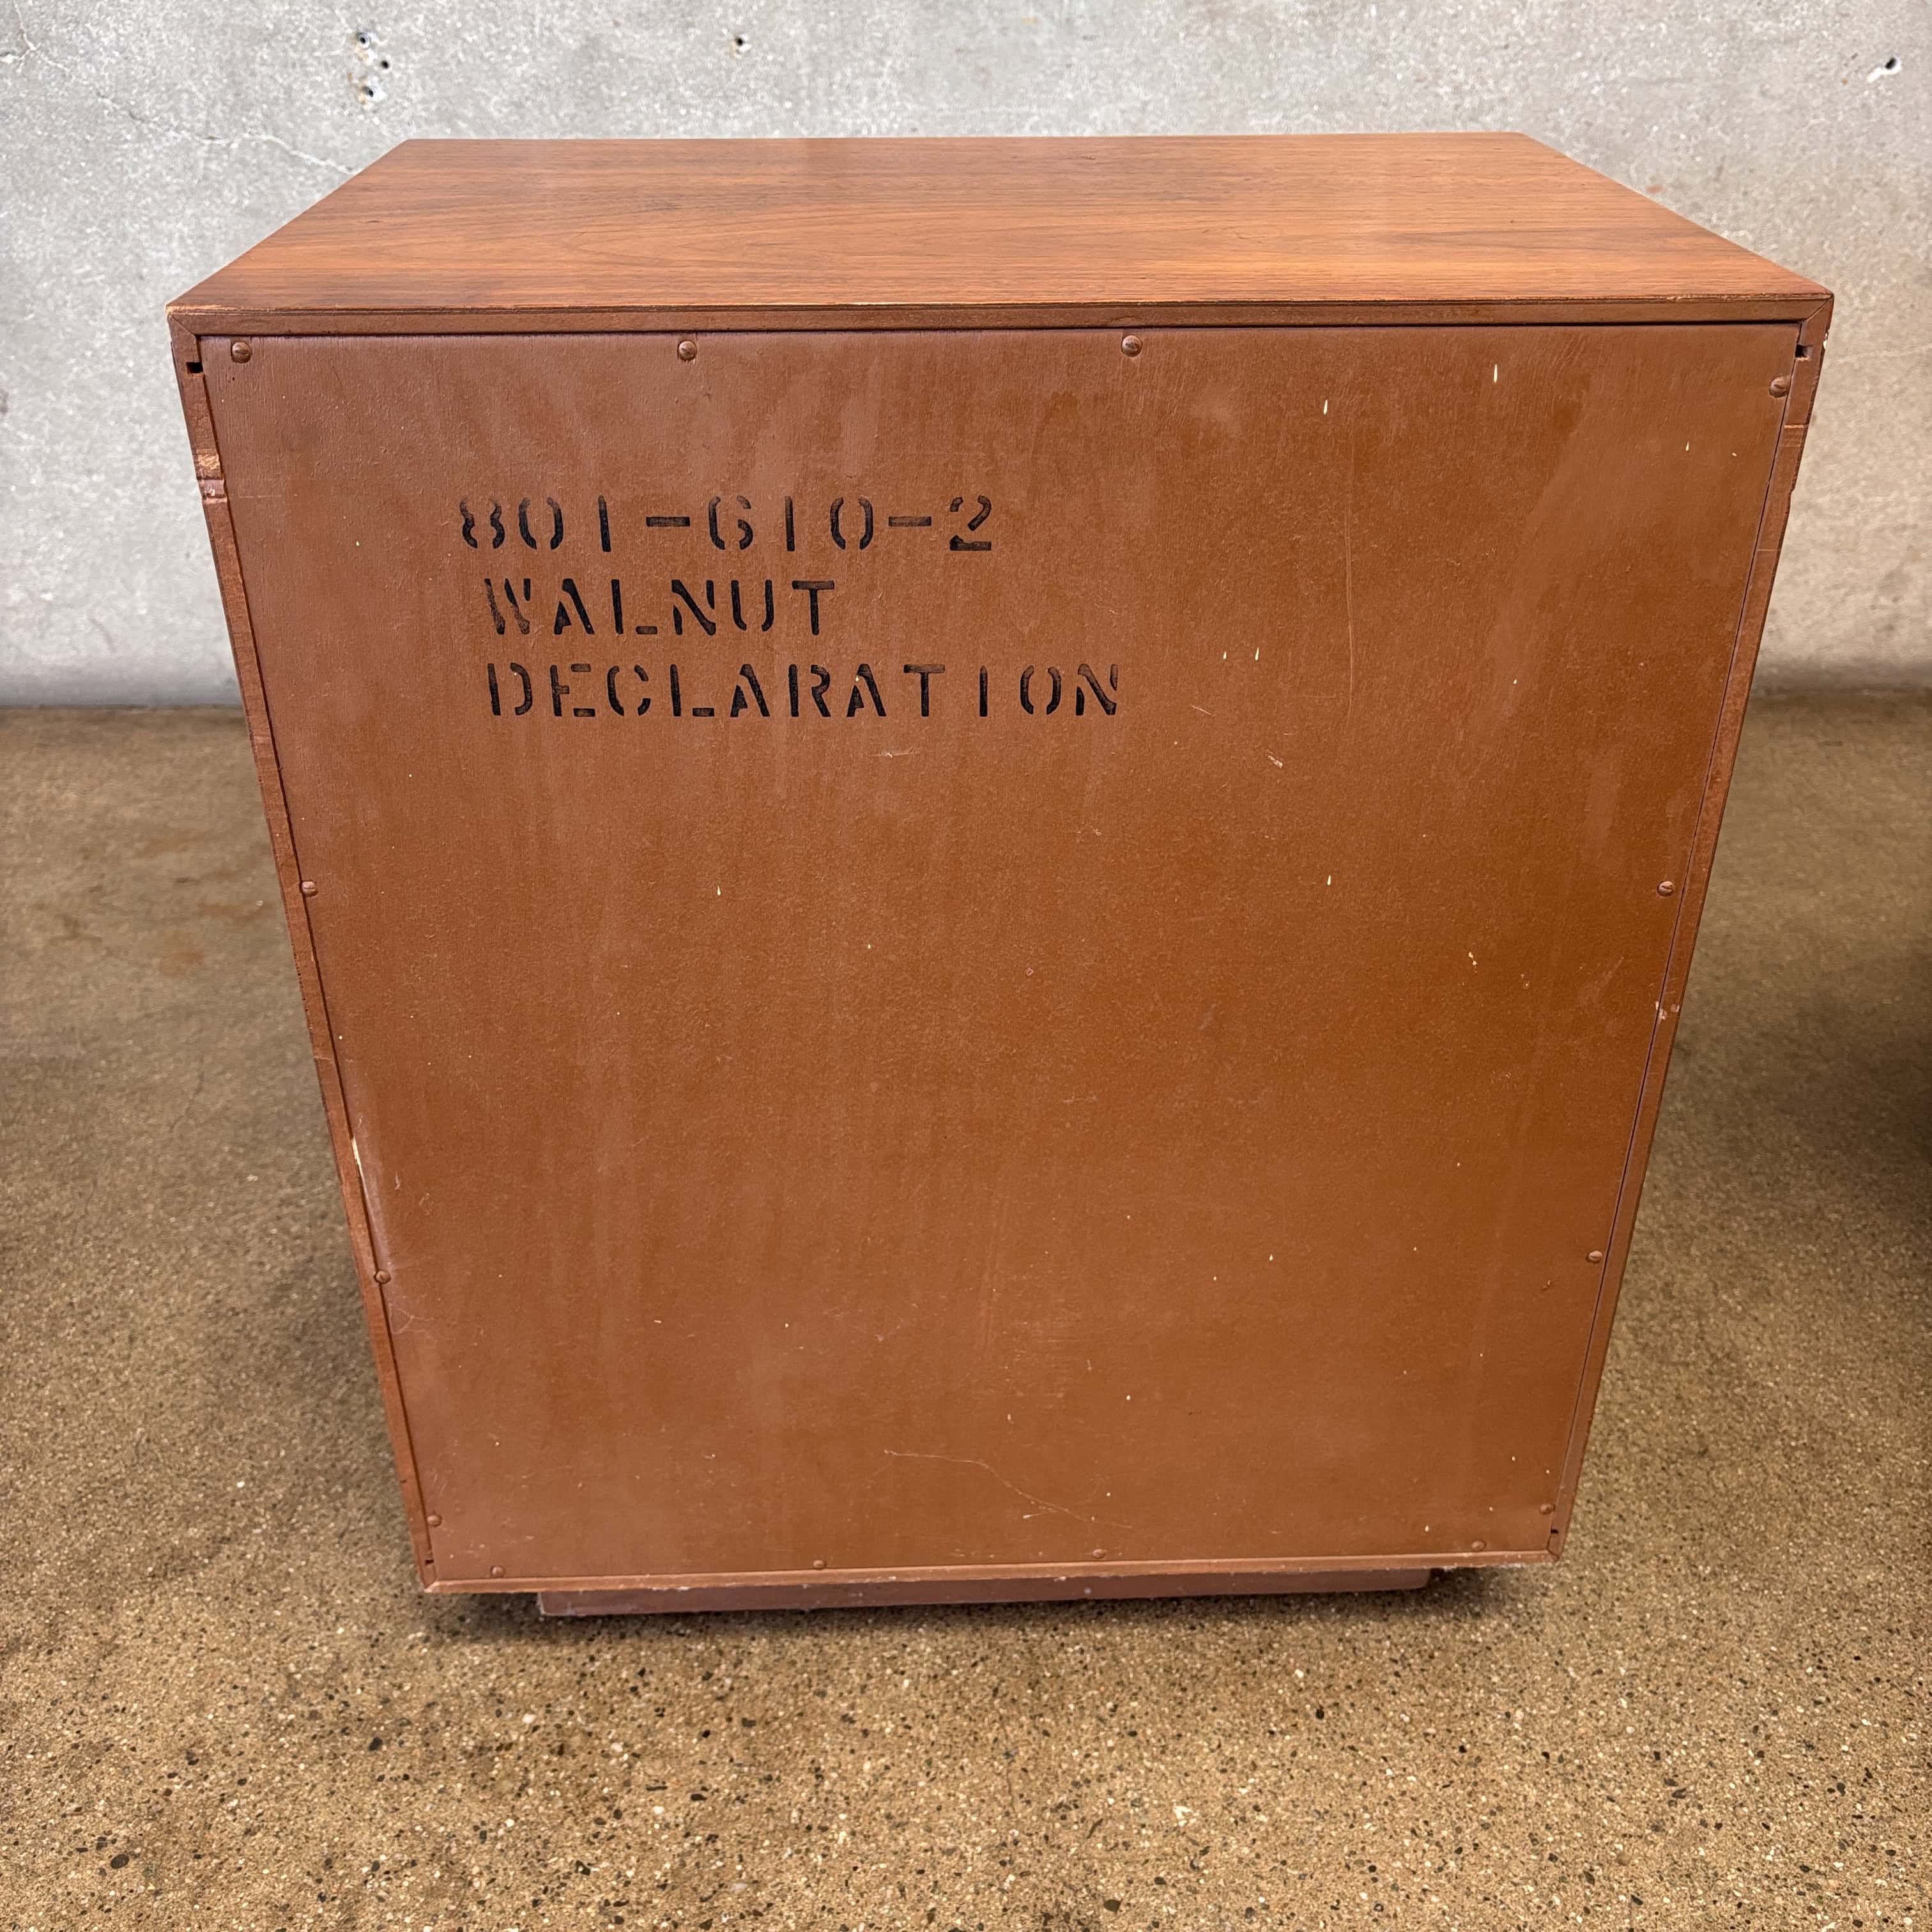 801-610-2
WALNUT
DECLARATION